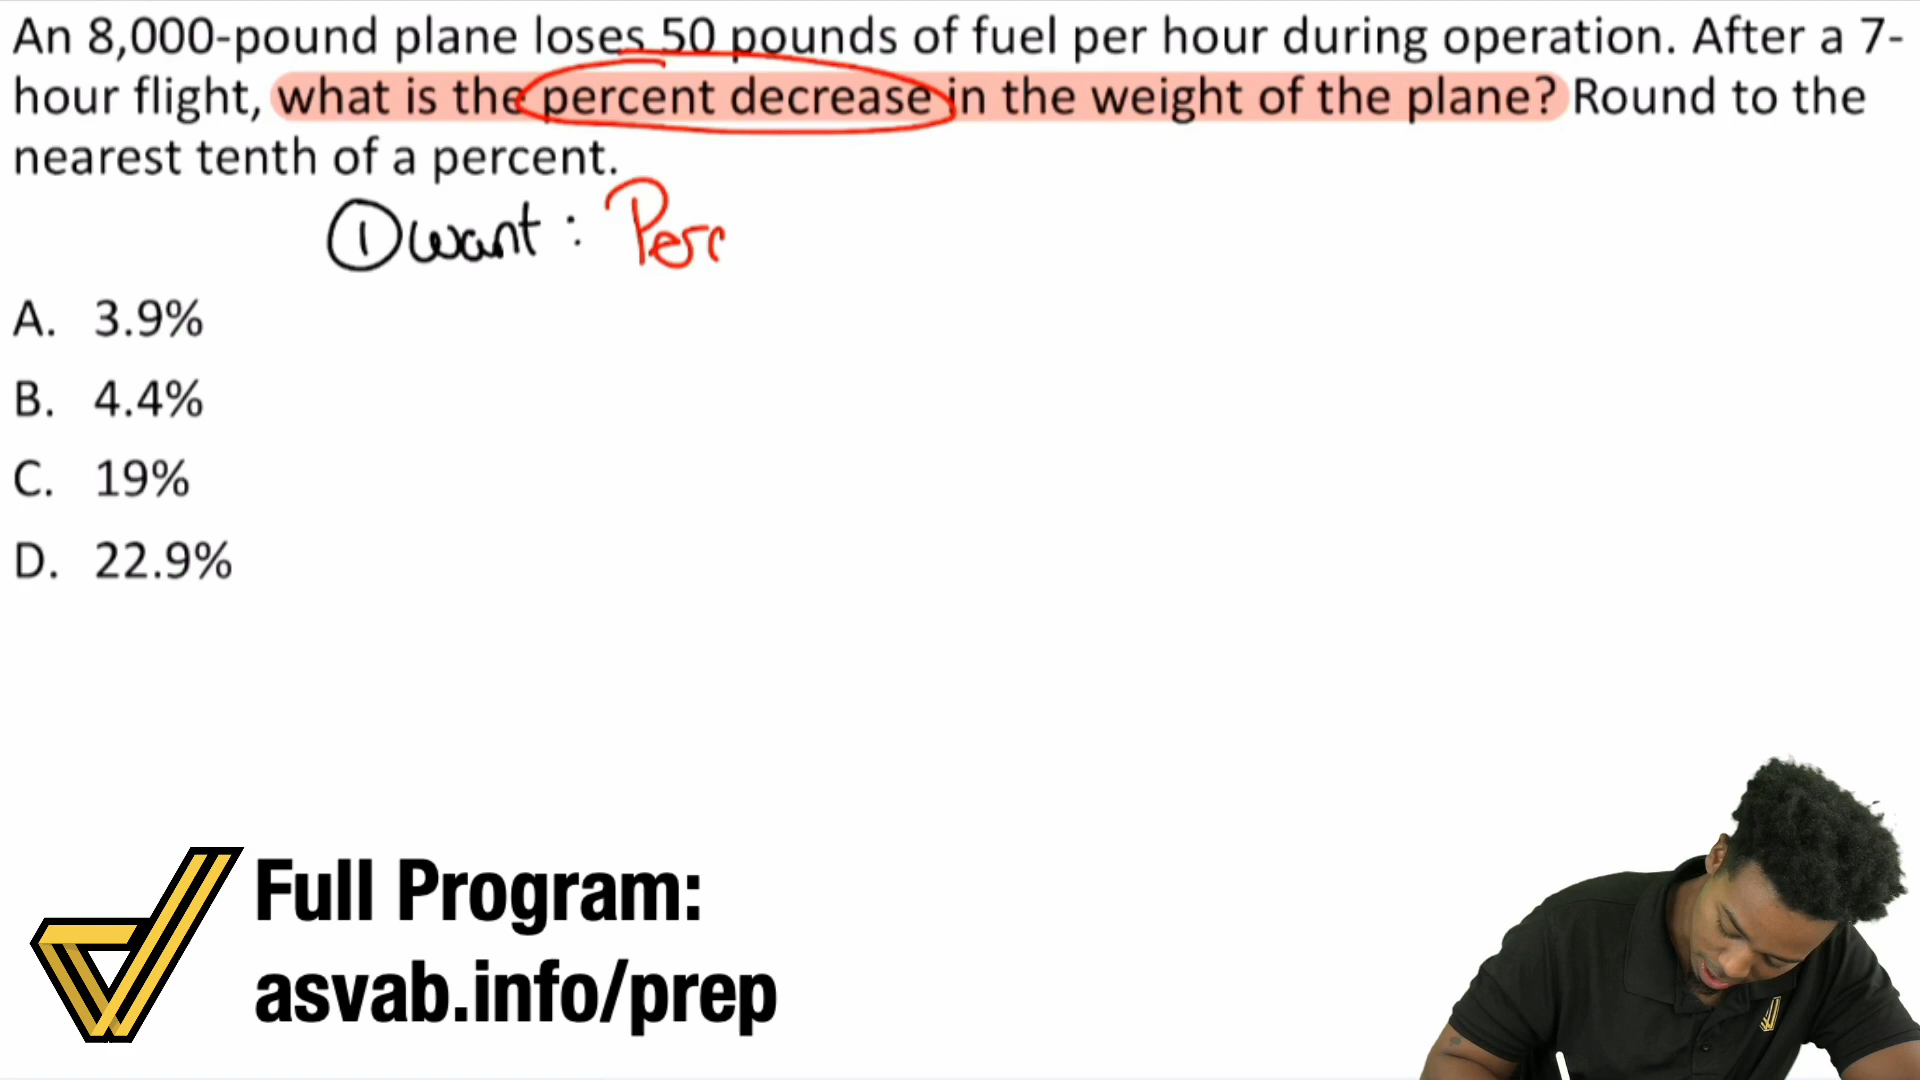 An 8,000-pound plane loses 50 pounds of fuel per hour during operation. After a 7-
hour flight, what is the percent decrease in the weight of the plane? Round to the
nearest tenth of a percent.
① want : Perc
A. 3.9%
B. 4.4%
C. 19%
D. 22.9%
Full Program:
asvab.info/prep